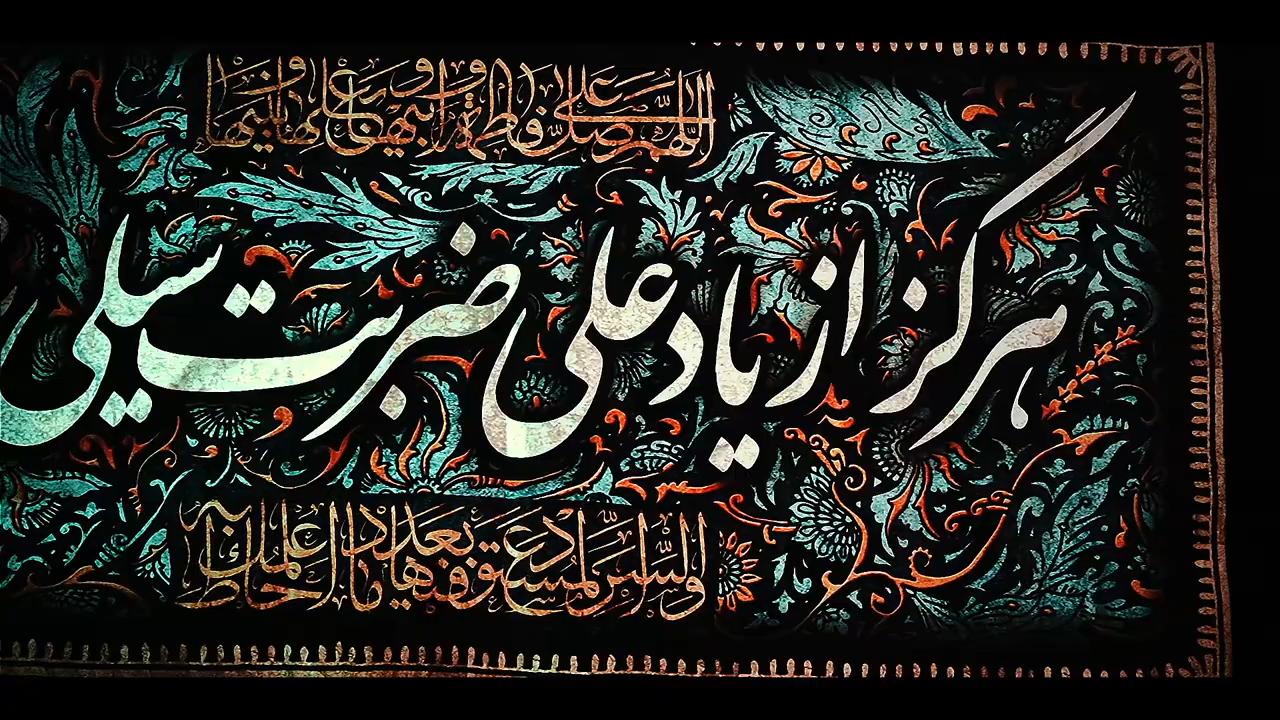 اللهم صل علی فاطمة و ابیها و بعلها و بنیها
هرگز از یاد علی ضربت سیلی
والسر المستودع فیها بعدد ما احاط به علمک